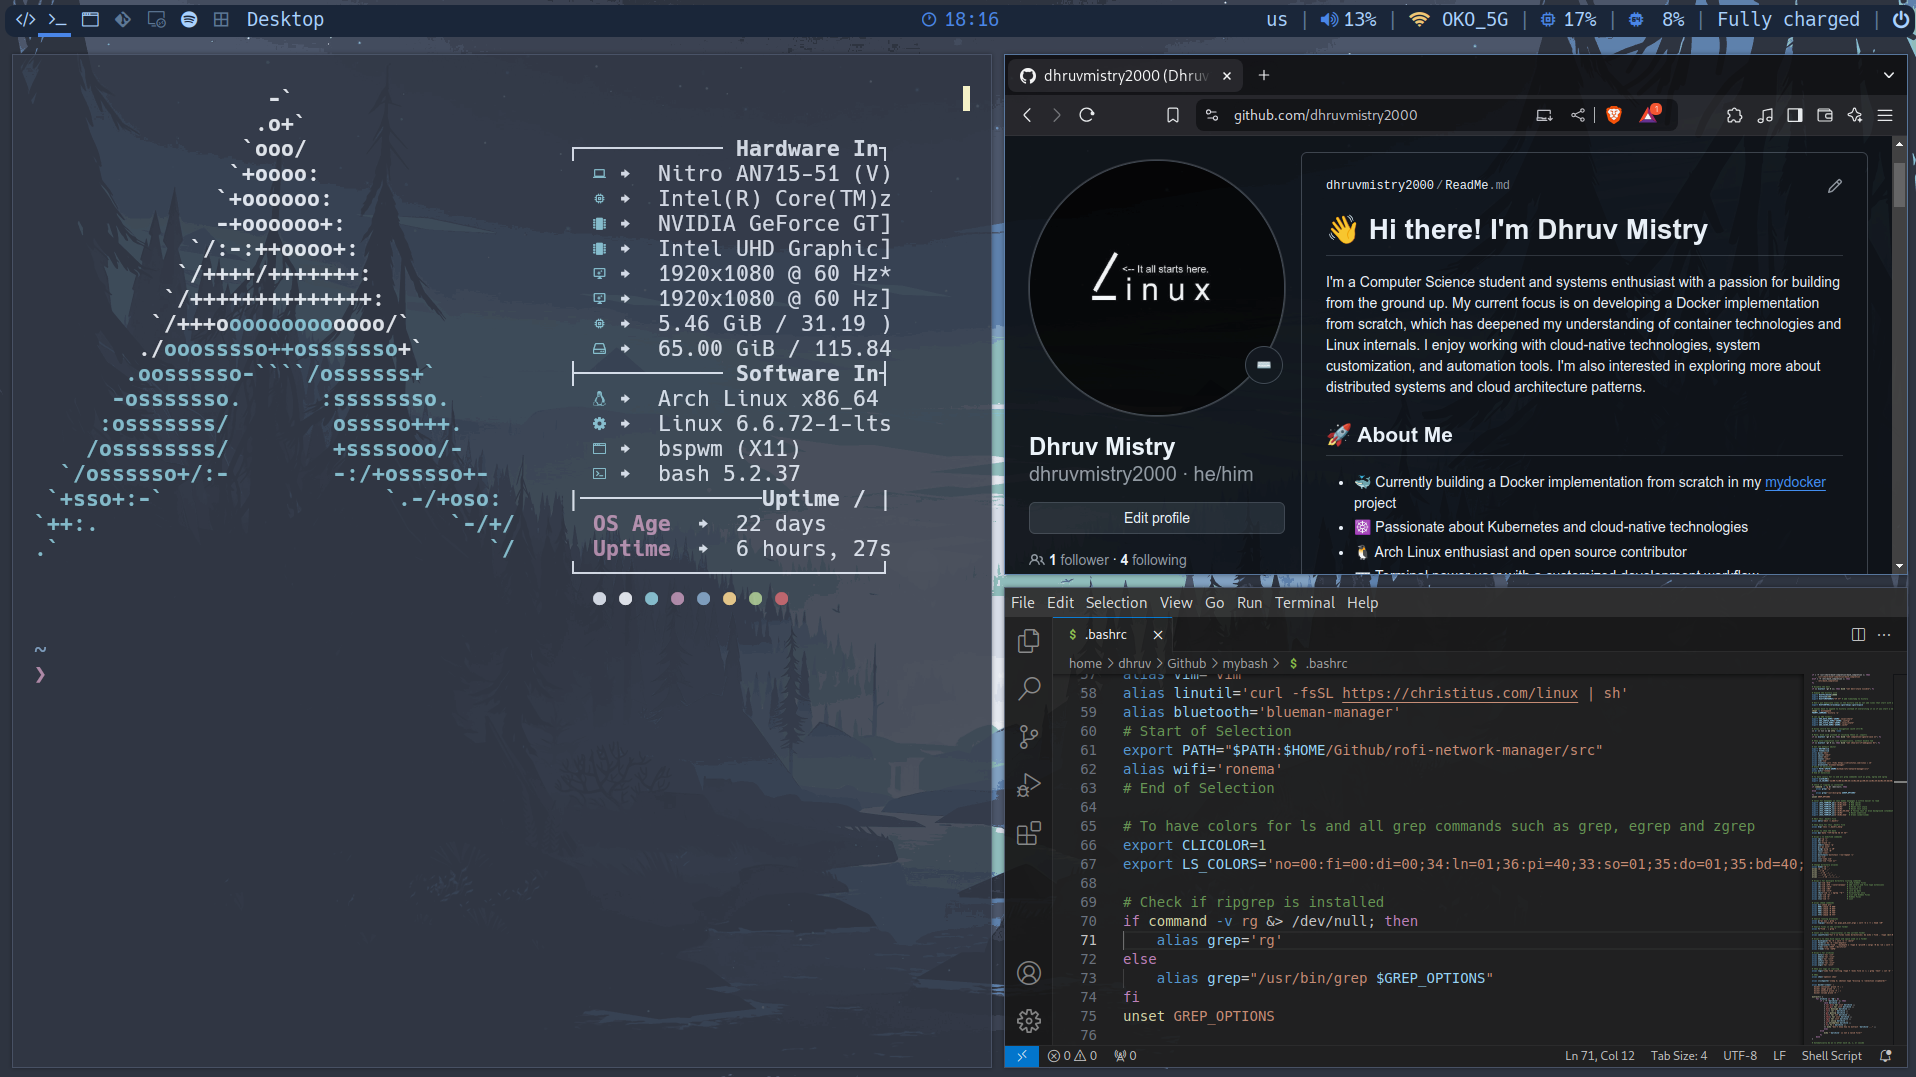 Desktop
18:16
us | 13% | OKO_5G | 17% | 8% | Fully charged |
-`
.o+`
`ooo/
`+oooo:
`+oooooo:
-+oooooo+:
`/:-:++oooo+:
`/++++/+++++++:
`/++++++++++++++:
`/+++ooooooooooooo/`
./ooosssso++osssssso+`
.oossssso-````/ossssss+`
-osssssso.      :ssssssso.
:osssssss/        osssso+++.
/ossssssss/        +ssssooo/-
`/ossssso+/:-        -:/+osssso+-
`+sso+:-`                 `.-/+oso:
`++:.                           `-/+/
.`                                 `/
Hardware In
Nitro AN715-51 (V)
Intel(R) Core(TM)z
NVIDIA GeForce GT]
Intel UHD Graphic]
1920x1080 @ 60 Hz*
1920x1080 @ 60 Hz]
5.46 GiB / 31.19 )
65.00 GiB / 115.84
Software In
Arch Linux x86_64
Linux 6.6.72-1-lts
bspwm (X11)
bash 5.2.37
Uptime /
OS Age 22 days
Uptime 6 hours, 27s
~
❯
dhruvmistry2000 (Dhruv
github.com/dhruvmistry2000
1
<-- It all starts here.
Linux
Dhruv Mistry
dhruvmistry2000 · he/him
Edit profile
1 follower · 4 following
dhruvmistry2000/ReadMe.md
👋 Hi there! I'm Dhruv Mistry
I'm a Computer Science student and systems enthusiast with a passion for building
from the ground up. My current focus is on developing a Docker implementation
from scratch, which has deepened my understanding of container technologies and
Linux internals. I enjoy working with cloud-native technologies, system
customization, and automation tools. I'm also interested in exploring more about
distributed systems and cloud architecture patterns.
🚀 About Me
• 🐳 Currently building a Docker implementation from scratch in my mydocker
project
• Passionate about Kubernetes and cloud-native technologies
• 🐧 Arch Linux enthusiast and open source contributor
Terminal power user with a customized development workflow
File Edit Selection View Go Run Terminal Help
$ .bashrc
home > dhruv > Github > mybash > $ .bashrc
57 alias vim='vim'
58 alias linutil='curl -fsSL https://christitus.com/linux | sh'
59 alias bluetooth='blueman-manager'
60 # Start of Selection
61 export PATH="$PATH:$HOME/Github/rofi-network-manager/src"
62 alias wifi='ronema'
63 # End of Selection
64
65 # To have colors for ls and all grep commands such as grep, egrep and zgrep
66 export CLICOLOR=1
67 export LS_COLORS='no=00:fi=00:di=00;34:ln=01;36:pi=40;33:so=01;35:do=01;35:bd=40;
68
69 # Check if ripgrep is installed
70 if command -v rg &> /dev/null; then
71     alias grep='rg'
72 else
73     alias grep="/usr/bin/grep $GREP_OPTIONS"
74 fi
75 unset GREP_OPTIONS
76
0 0 0
Ln 71, Col 12 Tab Size: 4 UTF-8 LF Shell Script